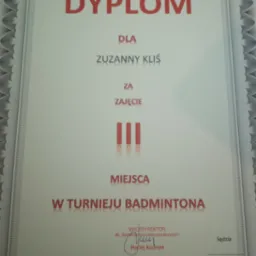 DYPLOM
DLA
ZUZANNY KLIŚ
ZA
ZAJĘCIE
III
MIEJSCA
W TURNIEJU BADMINTONA